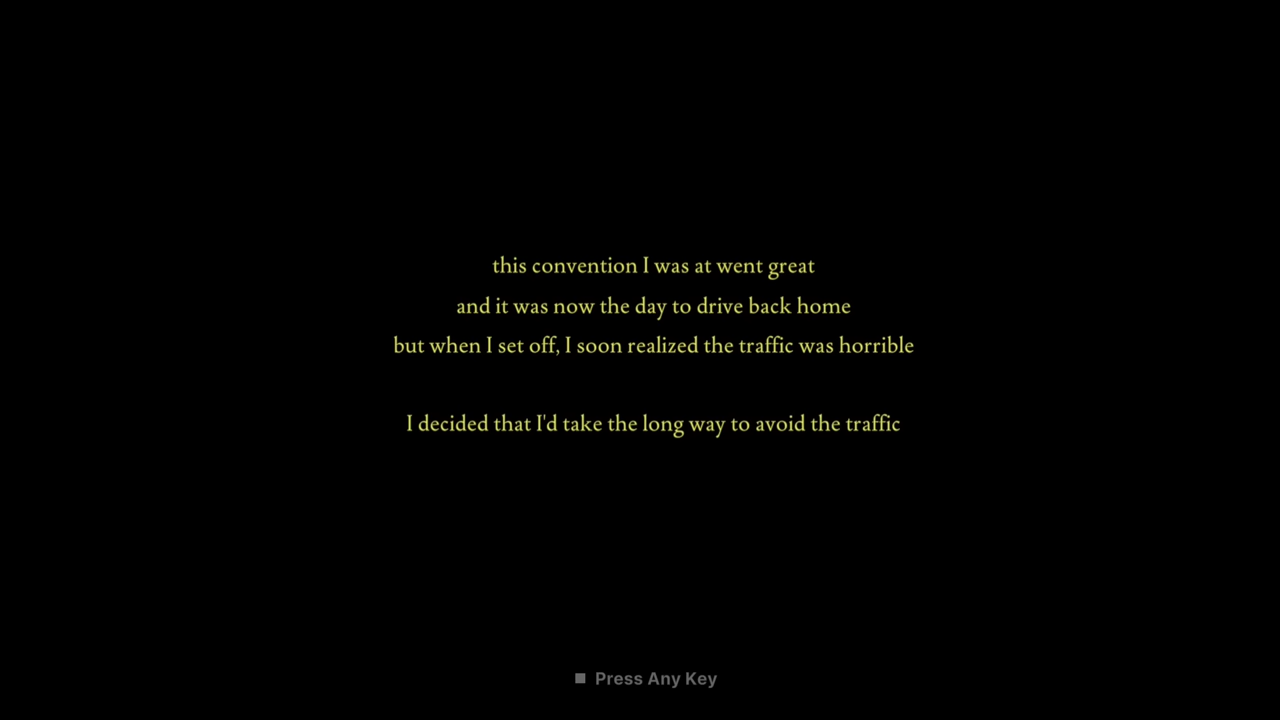 this convention I was at went great
and it was now the day to drive back home
but when I set off, I soon realized the traffic was horrible
I decided that I'd take the long way to avoid the traffic
Press Any Key